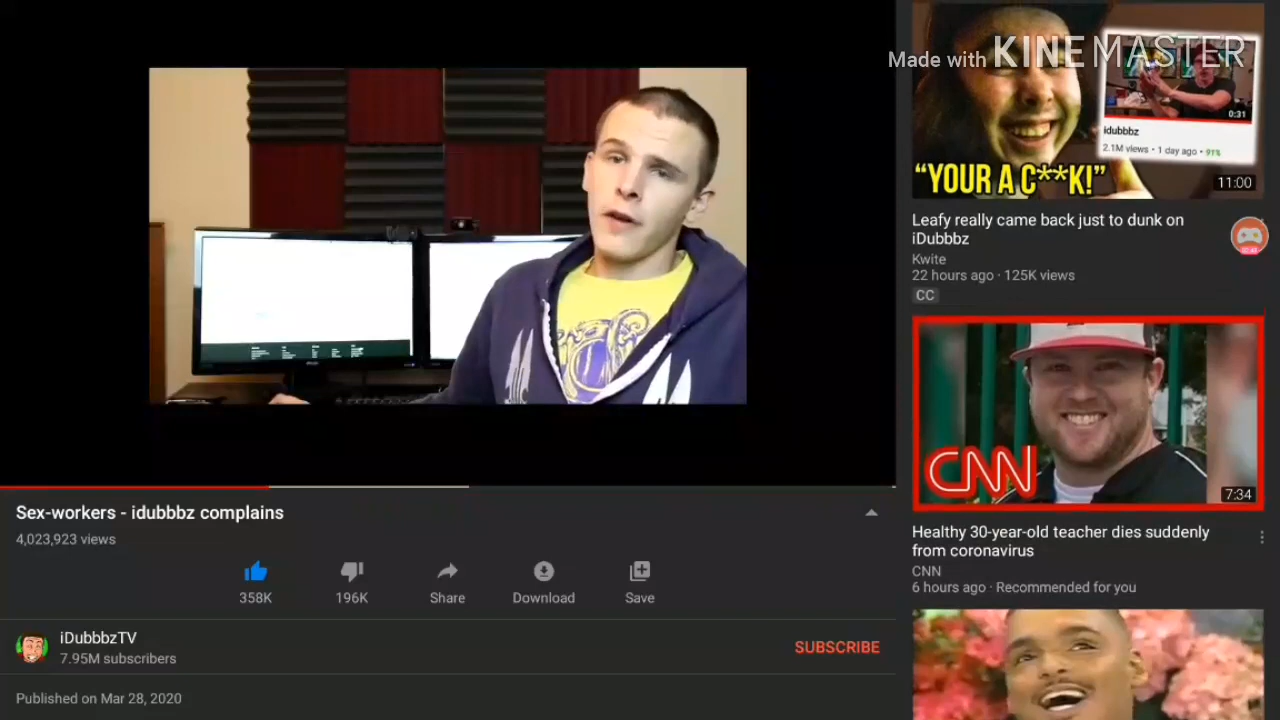 Made with KINEMASTER
idubbbz
2.1M views • 1 day ago • 91%
0:31
"YOUR A C**K!"
11:00
Leafy really came back just to dunk on
iDubbbz
Kwite
22 hours ago · 125K views
CC
CNN
7:34
Healthy 30-year-old teacher dies suddenly
from coronavirus
CNN
6 hours ago · Recommended for you
Sex-workers - idubbbz complains
4,023,923 views
358K
196K
Share
Download
Save
iDubbbzTV
7.95M subscribers
SUBSCRIBE
Published on Mar 28, 2020